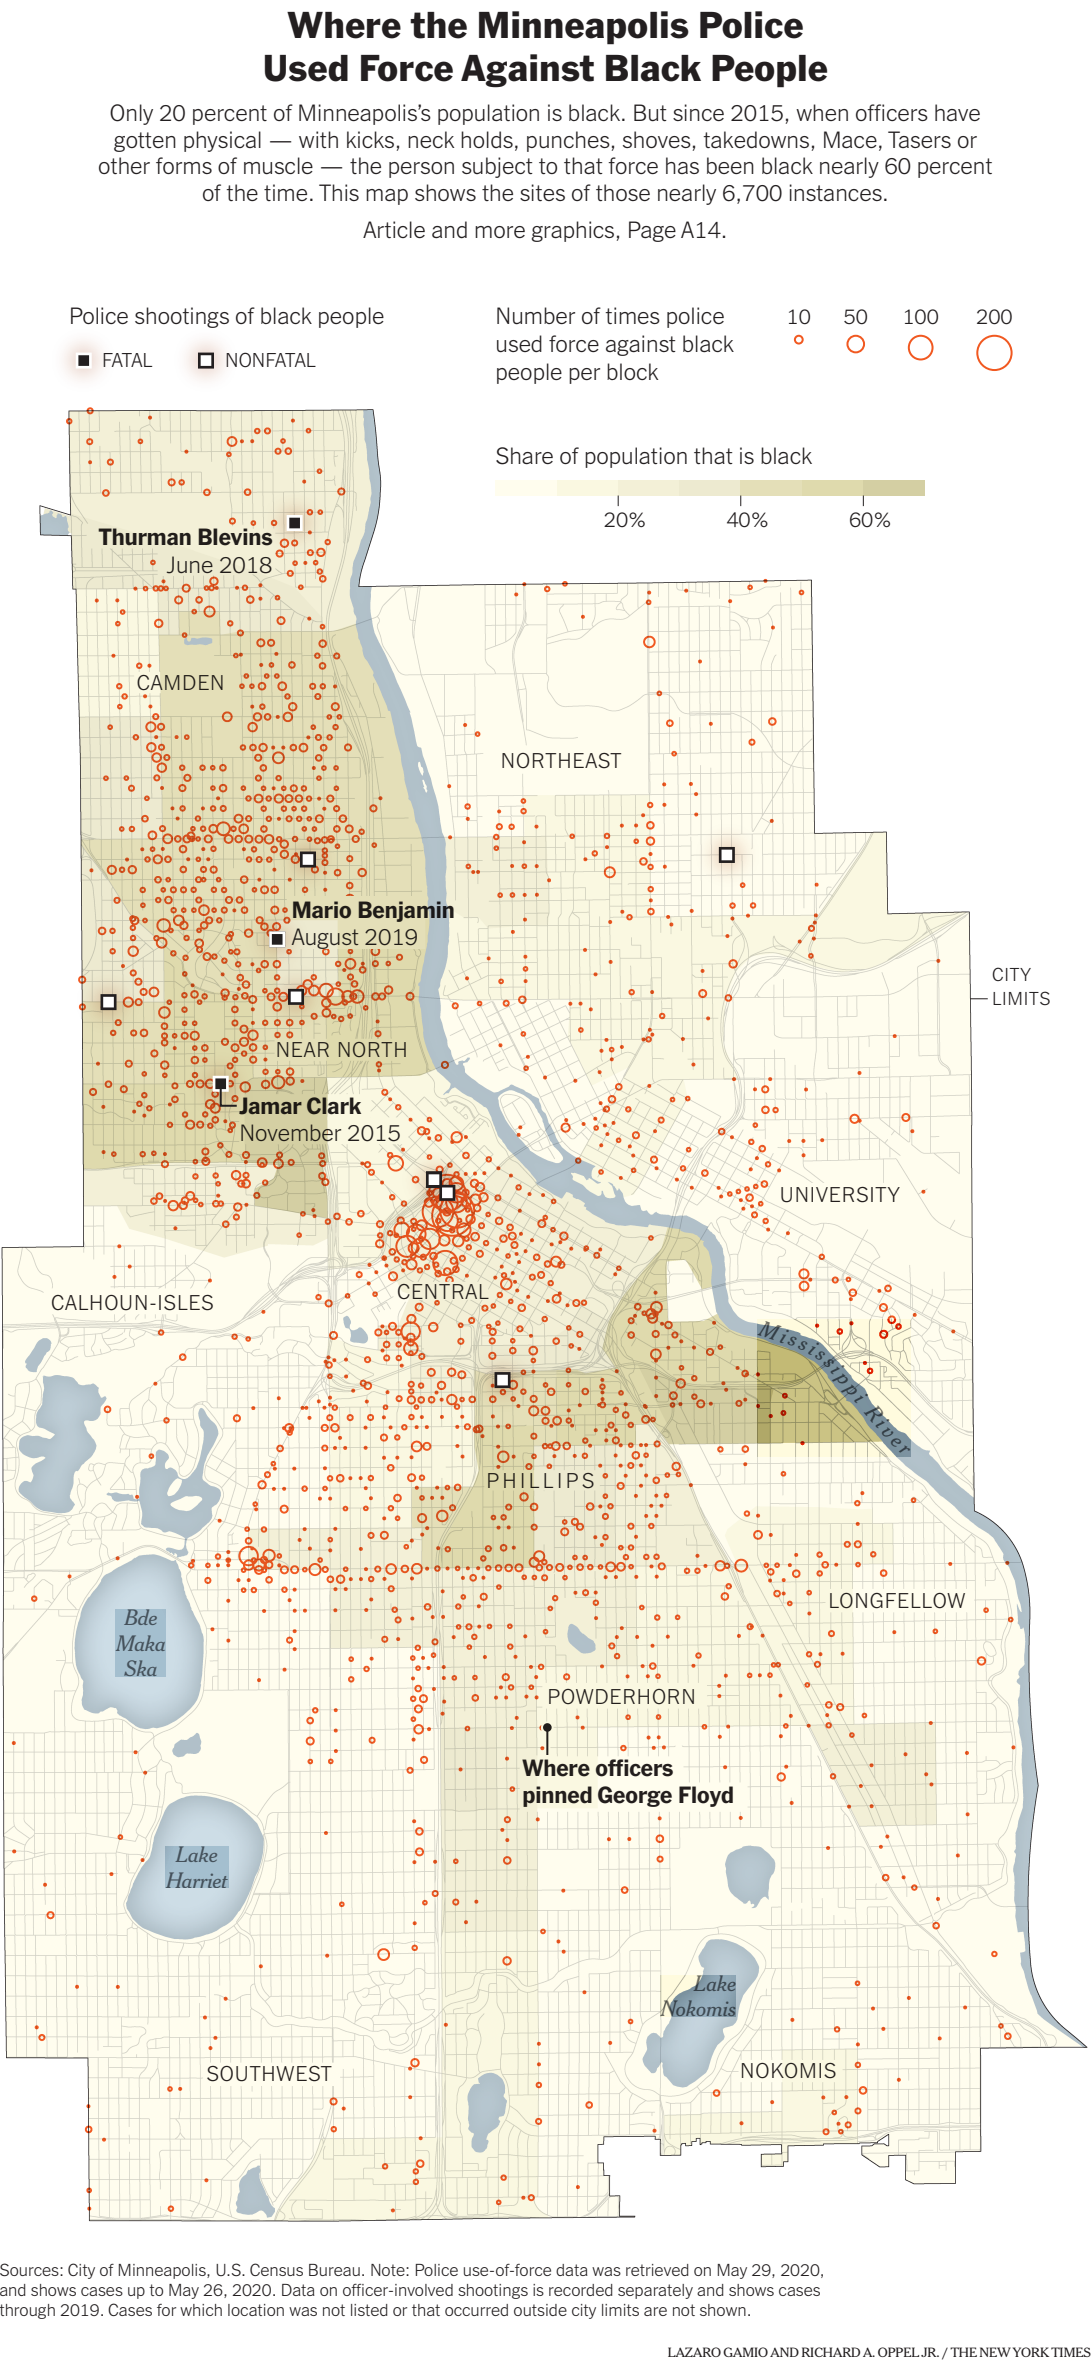 Where the Minneapolis Police
Used Force Against Black People
Only 20 percent of Minneapolis's population is black. But since 2015, when officers have
gotten physical — with kicks, neck holds, punches, shoves, takedowns, Mace, Tasers or
other forms of muscle — the person subject to that force has been black nearly 60 percent
of the time. This map shows the sites of those nearly 6,700 instances.
Article and more graphics, Page A14.
Police shootings of black people
FATAL
NONFATAL
Number of times police
used force against black
people per block
10
50
100
200
Share of population that is black
20%
40%
60%
Thurman Blevins
June 2018
CAMDEN
NORTHEAST
Mario Benjamin
August 2019
CITY
LIMITS
NEAR NORTH
Jamar Clark
November 2015
UNIVERSITY
CALHOUN-ISLES
CENTRAL
Mississippi River
PHILLIPS
LONGFELLOW
Bde
Maka
Ska
POWDERHORN
Where officers
pinned George Floyd
Lake
Harriet
Lake
Nokomis
SOUTHWEST
NOKOMIS
Sources: City of Minneapolis, U.S. Census Bureau. Note: Police use-of-force data was retrieved on May 29, 2020,
and shows cases up to May 26, 2020. Data on officer-involved shootings is recorded separately and shows cases
through 2019. Cases for which location was not listed or that occurred outside city limits are not shown.
LAZARO GAMIO AND RICHARD A. OPPEL JR. / THE NEW YORK TIMES